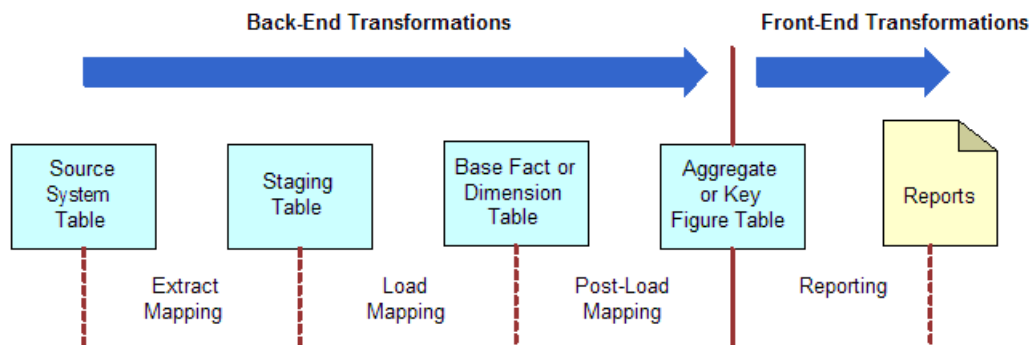 Back-End Transformations
Front-End Transformations
Source
System
Table
Staging
Table
Base Fact or
Dimension
Table
Aggregate
or Key
Figure Table
Reports
Extract
Mapping
Load
Mapping
Post-Load
Mapping
Reporting